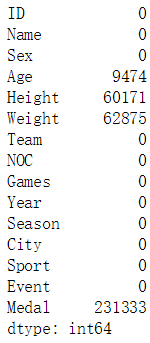 ID 0
Name 0
Sex 0
Age 9474
Height 60171
Weight 62875
Team 0
NOC 0
Games 0
Year 0
Season 0
City 0
Sport 0
Event 0
Medal 231333
dtype: int64